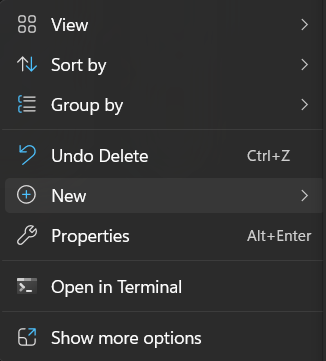 View
Sort by
Group by
Undo Delete Ctrl+Z
New
Properties Alt+Enter
Open in Terminal
Show more options